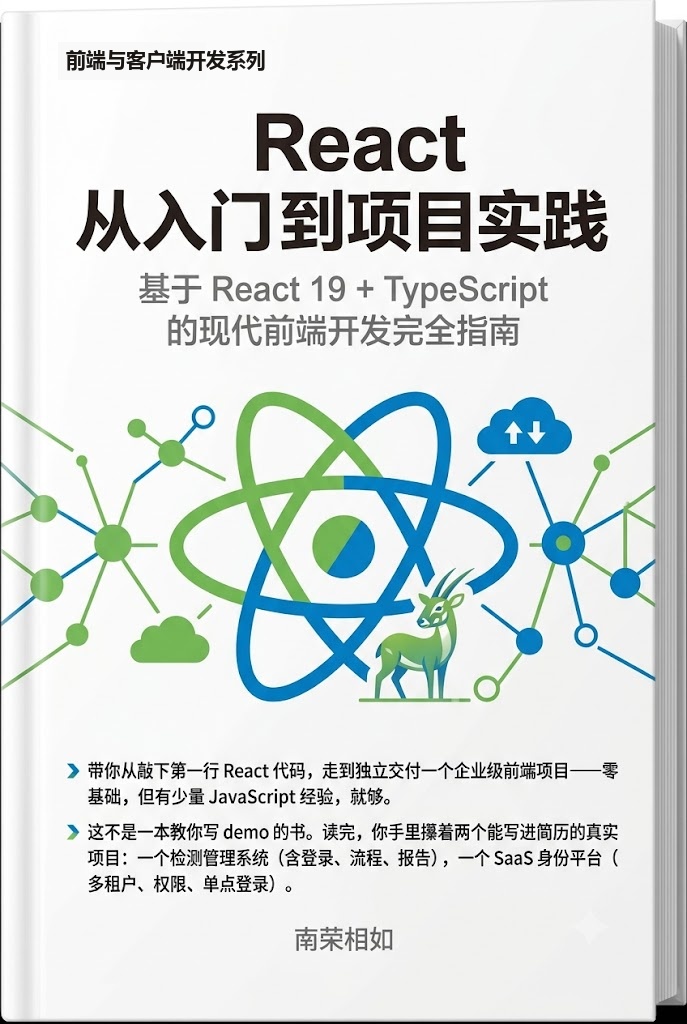 前端与客户端开发系列
React
从入门到项目实践
基于 React 19 + TypeScript
的现代前端开发完全指南
带你从敲下第一行 React 代码，走到独立交付一个企业级前端项目——零
基础，但有少量 JavaScript 经验，就够。
这不是一本教你写 demo 的书。读完，你手里攥着两个能写进简历的真实
项目：一个检测管理系统（含登录、流程、报告），一个 SaaS 身份平台（
多租户、权限、单点登录）。
南荣相如